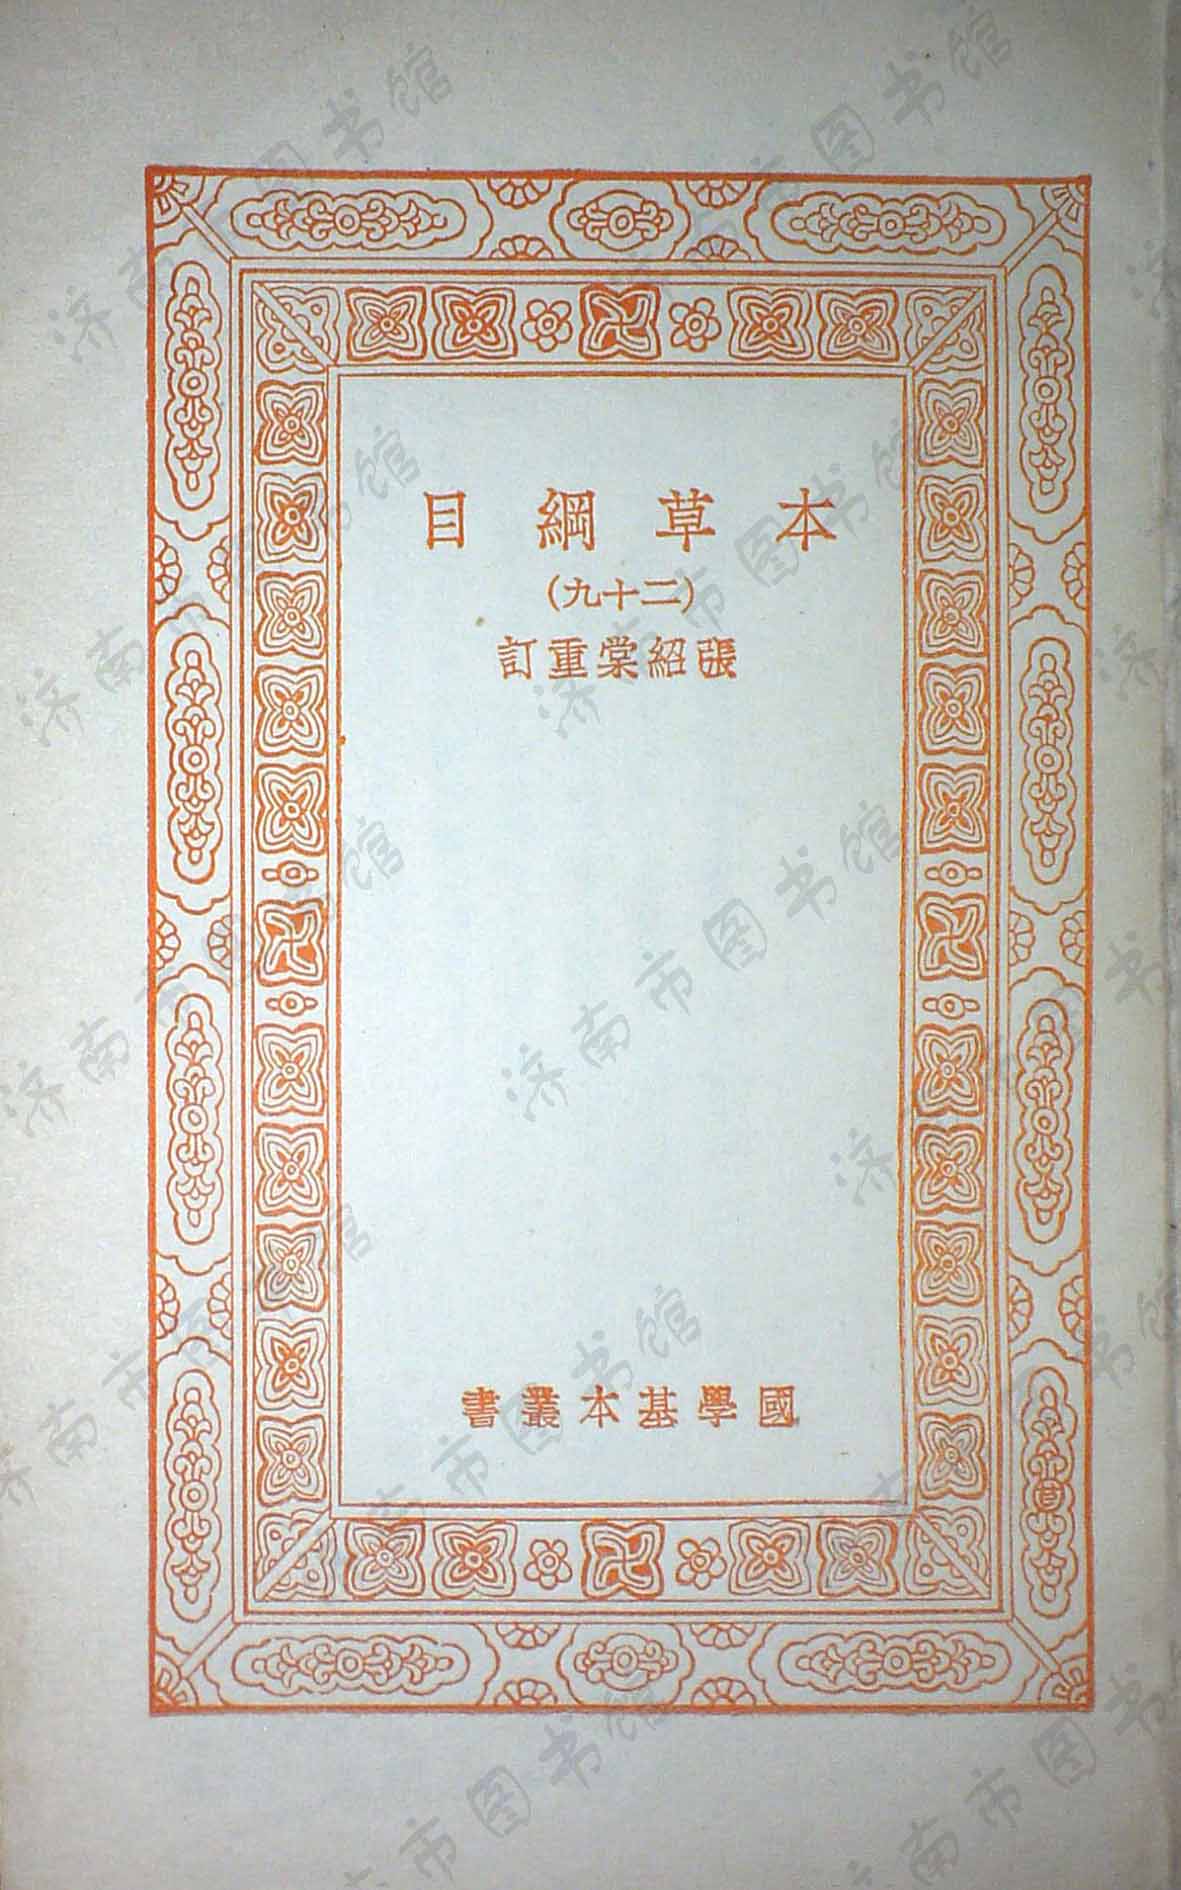 本草綱目
(二十九)
張紹棠重訂
國學基本叢書
济南市图书馆